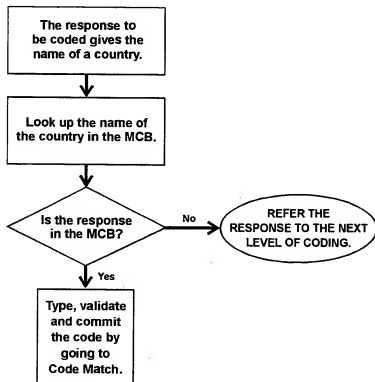 The response to
be coded gives the
name of a country.
Look up the name of
the country in the MCB.
Is the response
in the MCB?
No
REFER THE
RESPONSE TO THE NEXT
LEVEL OF CODING.
Yes
Type, validate
and commit
the code by
going to
Code Match.